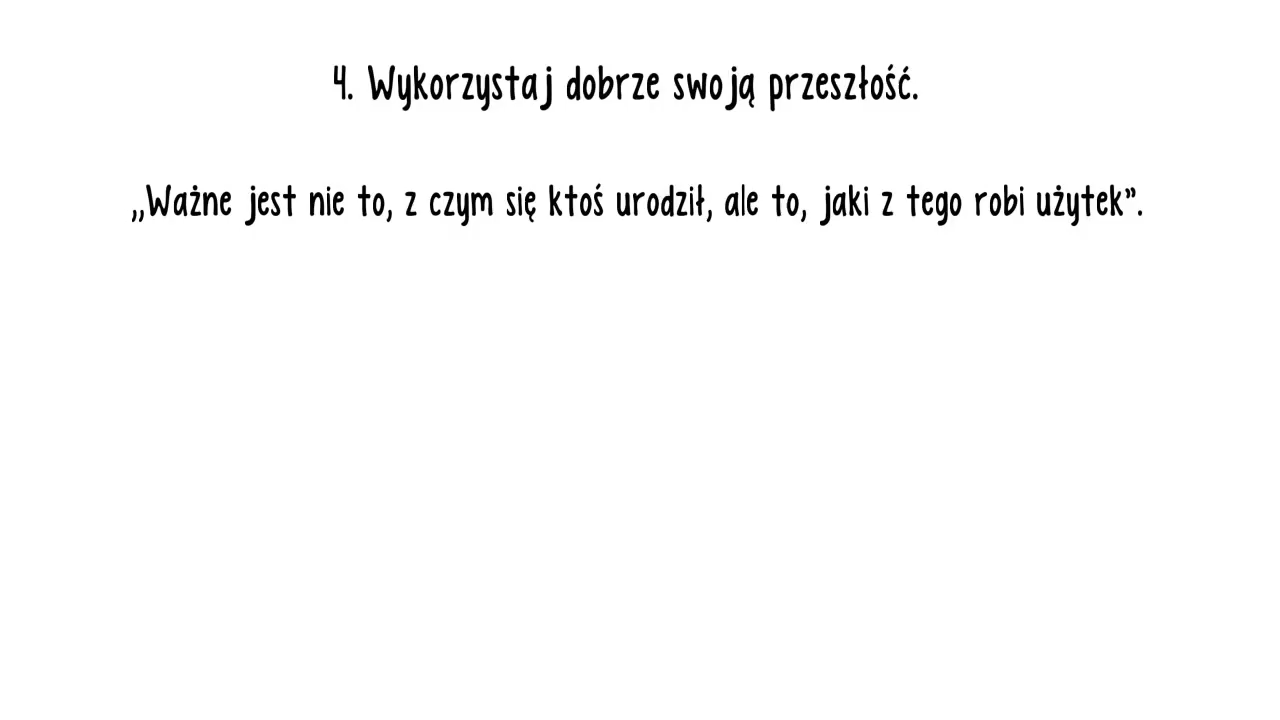 4. Wykorzystaj dobrze swoją przeszłość.
„Ważne jest nie to, z czym się ktoś urodził, ale to, jaki z tego robi użytek”.